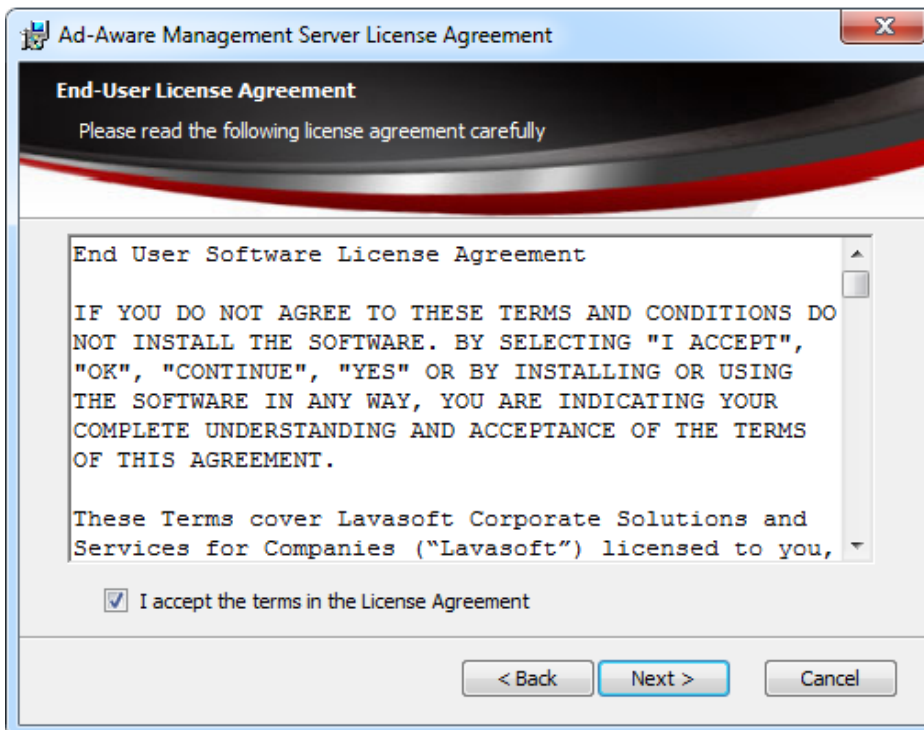 Ad-Aware Management Server License Agreement
End-User License Agreement
Please read the following license agreement carefully
End User Software License Agreement
IF YOU DO NOT AGREE TO THESE TERMS AND CONDITIONS DO
NOT INSTALL THE SOFTWARE. BY SELECTING "I ACCEPT",
"OK", "CONTINUE", "YES" OR BY INSTALLING OR USING
THE SOFTWARE IN ANY WAY, YOU ARE INDICATING YOUR
COMPLETE UNDERSTANDING AND ACCEPTANCE OF THE TERMS
OF THIS AGREEMENT.
These Terms cover Lavasoft Corporate Solutions and
Services for Companies (“Lavasoft”) licensed to you,
I accept the terms in the License Agreement
< Back
Next >
Cancel